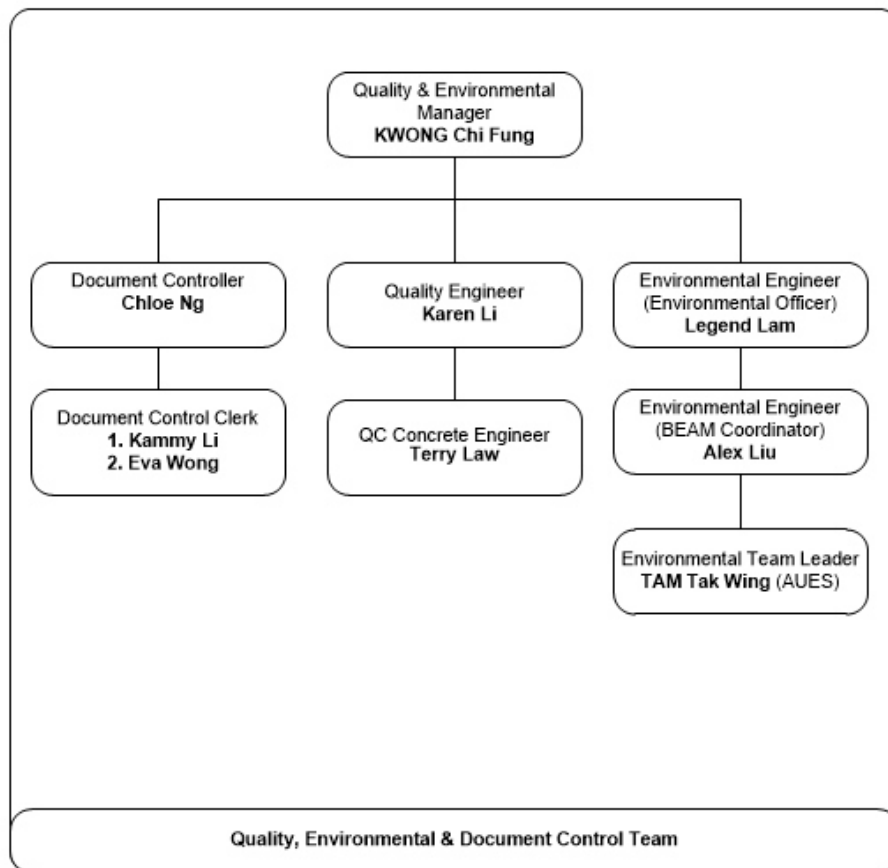 Quality & Environmental
Manager
KWONG Chi Fung
Document Controller
Chloe Ng
Quality Engineer
Karen Li
Environmental Engineer
(Environmental Officer)
Legend Lam
Document Control Clerk
1. Kammy Li
2. Eva Wong
QC Concrete Engineer
Terry Law
Environmental Engineer
(BEAM Coordinator)
Alex Liu
Environmental Team Leader
TAM Tak Wing (AUES)
Quality, Environmental & Document Control Team